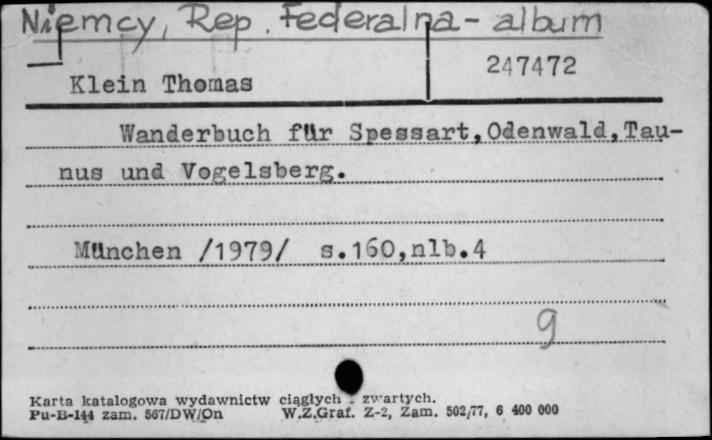 Niemcy, Rep. Federalna - album
247472
Klein Thomas
Wanderbuch für Spessart,Odenwald,Tau-
nus und Vogelsberg.
München /1979/ s.160,nlb.4
g
Karta katalogowa wydawnictw ciągłych - zwartych.
Pu-B-144 zam. 567/DW/On W.Z.Graf. Z-2, Zam. 502/77, 6 400 000